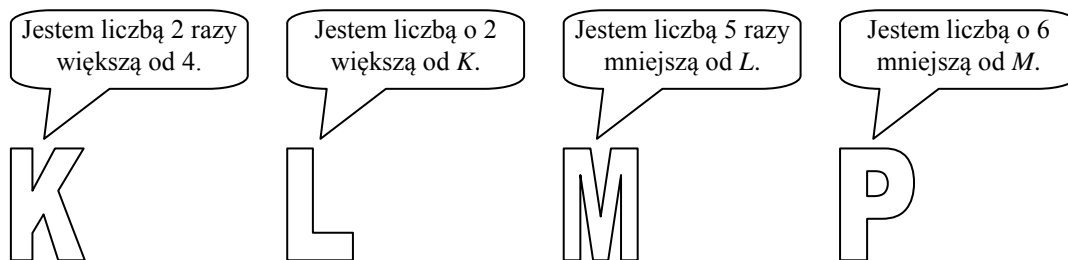 Jestem liczbą 2 razy
większą od 4.
Jestem liczbą o 2
większą od K.
Jestem liczbą 5 razy
mniejszą od L.
Jestem liczbą o 6
mniejszą od M.
K L M P